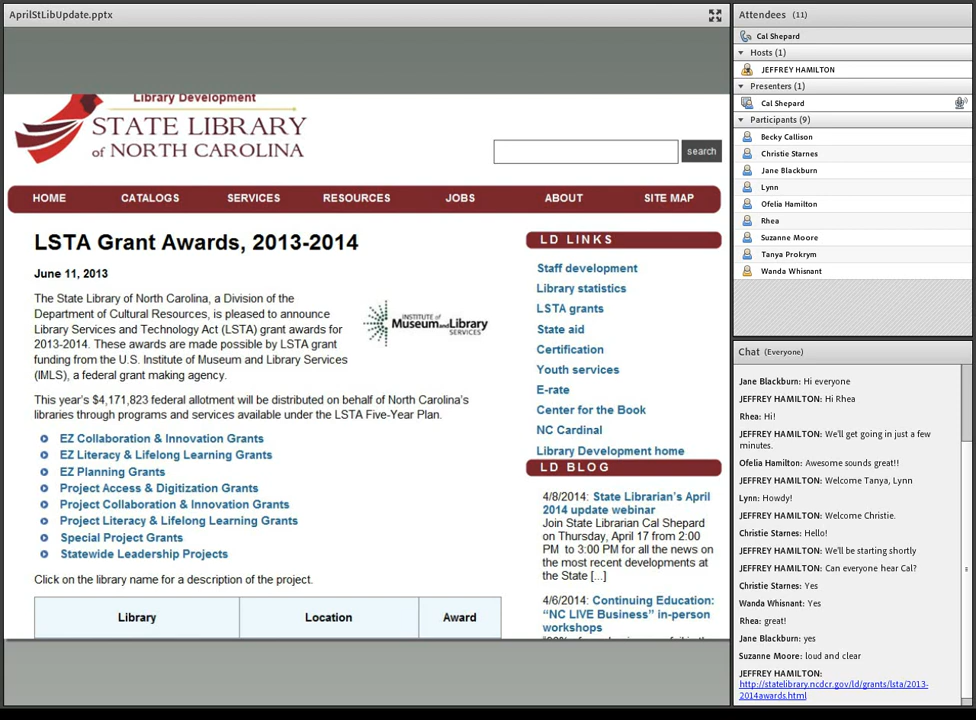 AprilStLibUpdate.pptx
Library Development
STATE LIBRARY
of NORTH CAROLINA
search
HOME CATALOGS SERVICES RESOURCES JOBS ABOUT SITE MAP
LSTA Grant Awards, 2013-2014
June 11, 2013
The State Library of North Carolina, a Division of the
Department of Cultural Resources, is pleased to announce
Library Services and Technology Act (LSTA) grant awards for
2013-2014. These awards are made possible by LSTA grant
funding from the U.S. Institute of Museum and Library Services
(IMLS), a federal grant making agency.
INSTITUTE of
Museum and Library
SERVICES
This year's $4,171,823 federal allotment will be distributed on behalf of North Carolina's
libraries through programs and services available under the LSTA Five-Year Plan.
EZ Collaboration & Innovation Grants
EZ Literacy & Lifelong Learning Grants
EZ Planning Grants
Project Access & Digitization Grants
Project Collaboration & Innovation Grants
Project Literacy & Lifelong Learning Grants
Special Project Grants
Statewide Leadership Projects
Click on the library name for a description of the project.
Library Location Award
LD LINKS
Staff development
Library statistics
LSTA grants
State aid
Certification
Youth services
E-rate
Center for the Book
NC Cardinal
Library Development home
LD BLOG
4/8/2014: State Librarian's April
2014 update webinar
Join State Librarian Cal Shepard
on Thursday, April 17 from 2:00
PM to 3:00 PM for all the news on
the most recent developments at
the State [...]
4/6/2014: Continuing Education:
"NC LIVE Business" in-person
workshops
Attendees (11)
Cal Shepard
Hosts (1)
JEFFREY HAMILTON
Presenters (1)
Cal Shepard
Participants (9)
Becky Callison
Christie Starnes
Jane Blackburn
Lynn
Ofelia Hamilton
Rhea
Suzanne Moore
Tanya Prokrym
Wanda Whisnant
Chat (Everyone)
Jane Blackburn: Hi everyone
JEFFREY HAMILTON: Hi Rhea
Rhea: Hi!
JEFFREY HAMILTON: We'll get going in just a few
minutes.
Ofelia Hamilton: Awesome sounds great!!
JEFFREY HAMILTON: Welcome Tanya, Lynn
Lynn: Howdy!
JEFFREY HAMILTON: Welcome Christie.
Christie Starnes: Hello!
JEFFREY HAMILTON: We'll be starting shortly
JEFFREY HAMILTON: Can everyone hear Cal?
Christie Starnes: Yes
Wanda Whisnant: Yes
Rhea: great!
Jane Blackburn: yes
Suzanne Moore: loud and clear
JEFFREY HAMILTON:
http://statelibrary.ncdcr.gov/ld/grants/lsta/2013-
2014awards.html